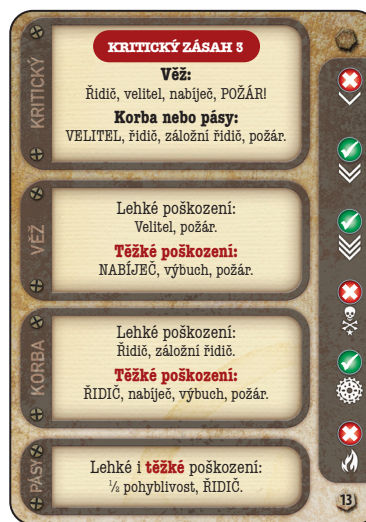 KRITICKÝ
KRITICKÝ ZÁSAH 3
Věž:
Řidič, velitel, nabíječ, POŽÁR!
Korba nebo pásy:
VELITEL, řidič, záložní řidič, požár.
VĚŽ
Lehké poškození:
Velitel, požár.
Těžké poškození:
NABÍJEČ, výbuch, požár.
KORBA
Lehké poškození:
Řidič, záložní řidič.
Těžké poškození:
ŘIDIČ, nabíječ, výbuch, požár.
PÁSY
Lehké i těžké poškození:
½ pohyblivost, ŘIDIČ.
13